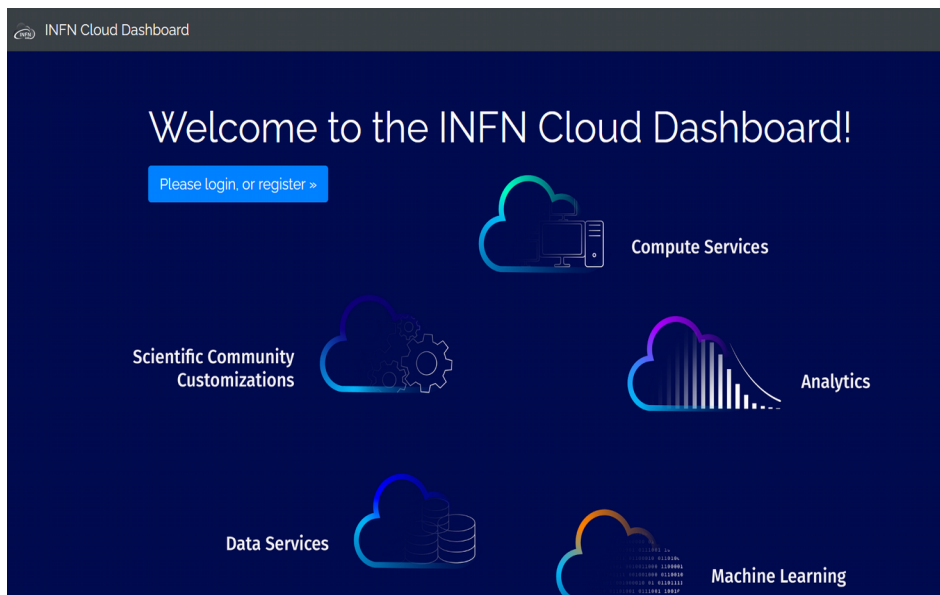 INFN
INFN Cloud Dashboard
Welcome to the INFN Cloud Dashboard!
Please login, or register »
Compute Services
Scientific Community
Customizations
Analytics
Data Services
Machine Learning